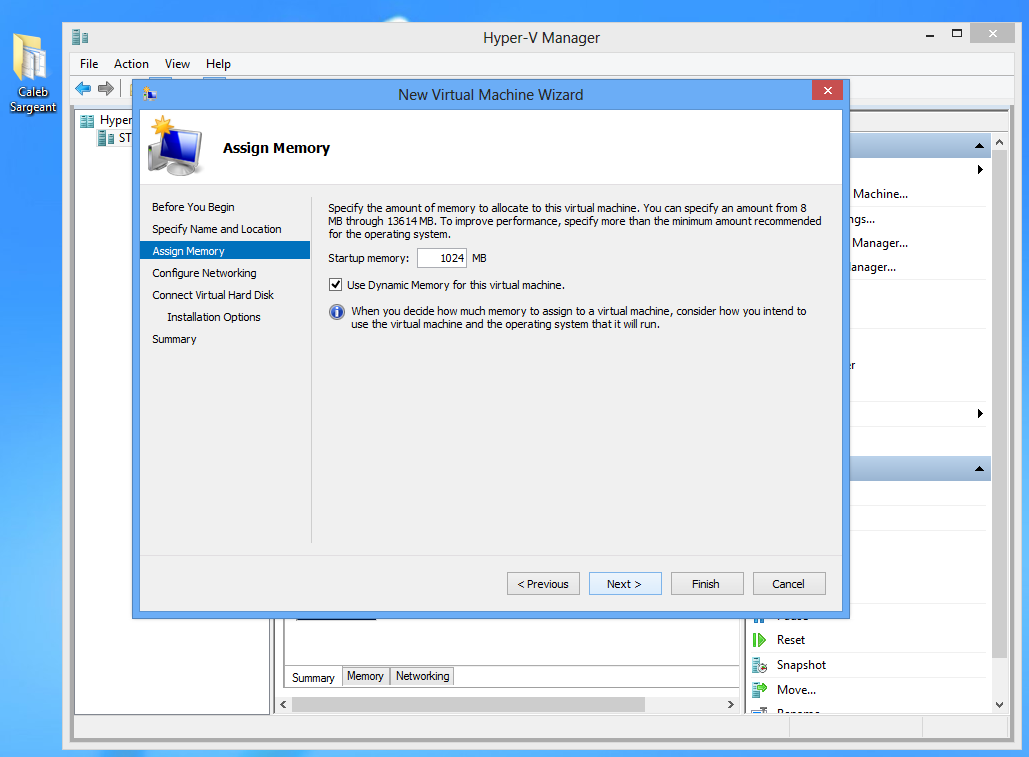 Caleb
Sargeant
Hyper-V Manager
File Action View Help
Hyper
ST
New Virtual Machine Wizard
Assign Memory
Before You Begin
Specify Name and Location
Assign Memory
Configure Networking
Connect Virtual Hard Disk
Installation Options
Summary
Specify the amount of memory to allocate to this virtual machine. You can specify an amount from 8
MB through 13614 MB. To improve performance, specify more than the minimum amount recommended
for the operating system.
Startup memory: 1024 MB
Use Dynamic Memory for this virtual machine.
When you decide how much memory to assign to a virtual machine, consider how you intend to
use the virtual machine and the operating system that it will run.
< Previous Next > Finish Cancel
Machine...
ngs...
Manager...
anager...
er
Reset
Snapshot
Move...
Summary Memory Networking